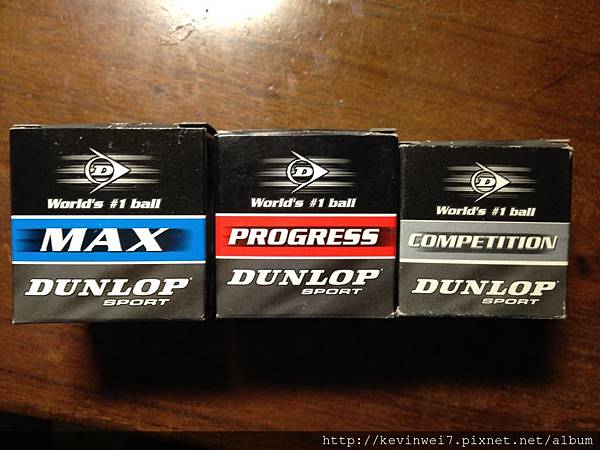 D
World's #1 ball
MAX
DUNLOP
SPORT
D
World's #1 ball
PROGRESS
DUNLOP
SPORT
D
World's #1 ball
COMPETITION
DUNLOP
SPORT
http://kevinwei7.pixnet.net/album